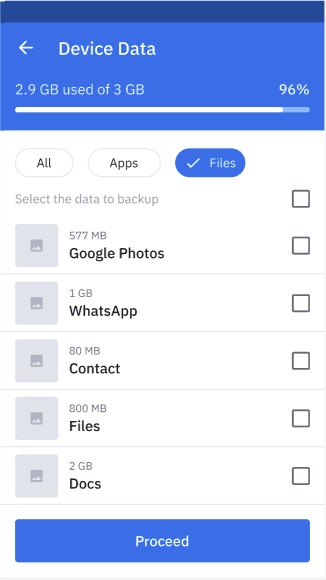 Device Data
2.9 GB used of 3 GB 96%
All Apps Files
Select the data to backup
577 MB
Google Photos
1 GB
WhatsApp
80 MB
Contact
800 MB
Files
2 GB
Docs
Proceed